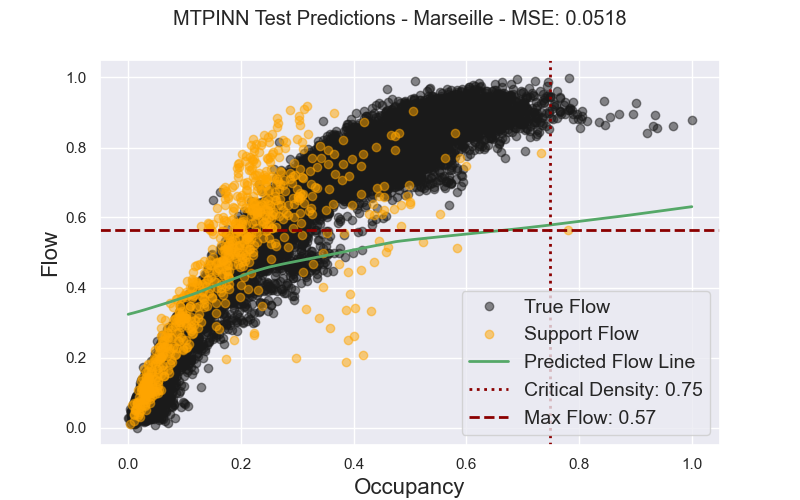 MTPINN Test Predictions - Marseille - MSE: 0.0518
1.0
0.8
0.6
0.4
0.2
0.0
Flow
True Flow
Support Flow
Predicted Flow Line
Critical Density: 0.75
Max Flow: 0.57
0.0 0.2 0.4 0.6 0.8 1.0
Occupancy